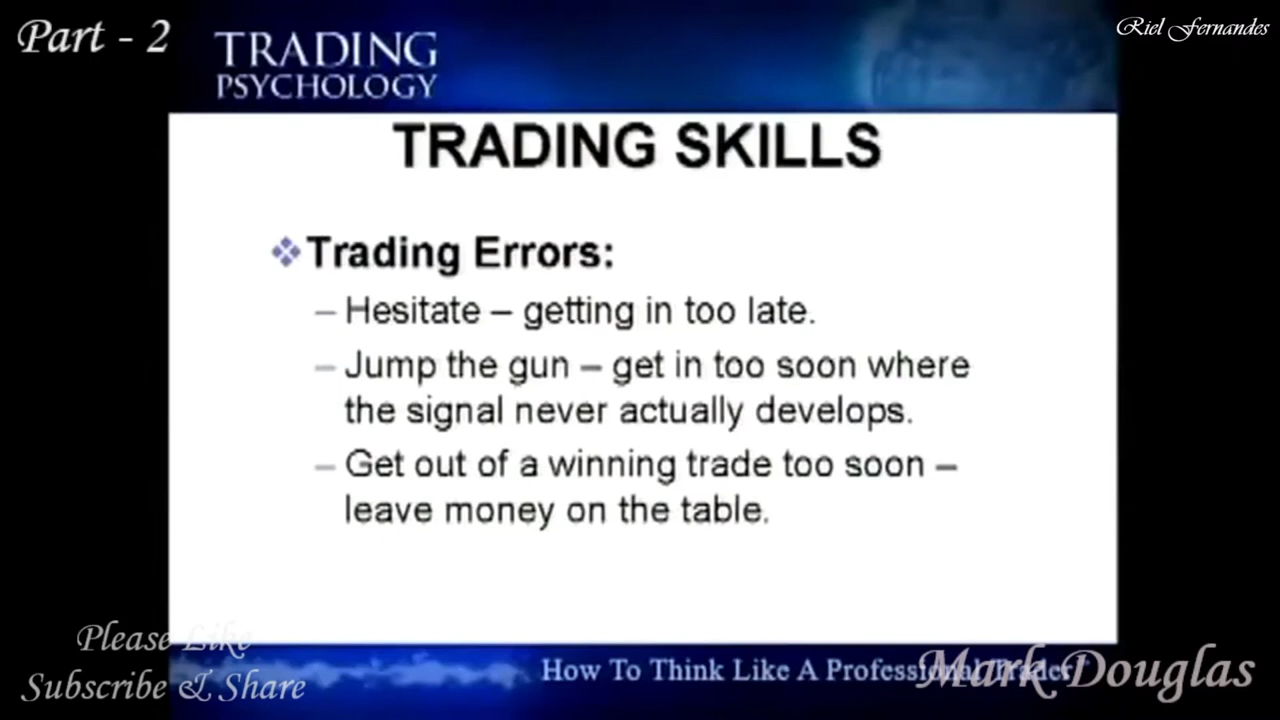 Part - 2
Riel Fernandes
TRADING
PSYCHOLOGY
TRADING SKILLS
Trading Errors:
– Hesitate – getting in too late.
– Jump the gun – get in too soon where
the signal never actually develops.
– Get out of a winning trade too soon –
leave money on the table.
Please Like
Subscribe & Share
How To Think Like A Professional Trader
Mark Douglas